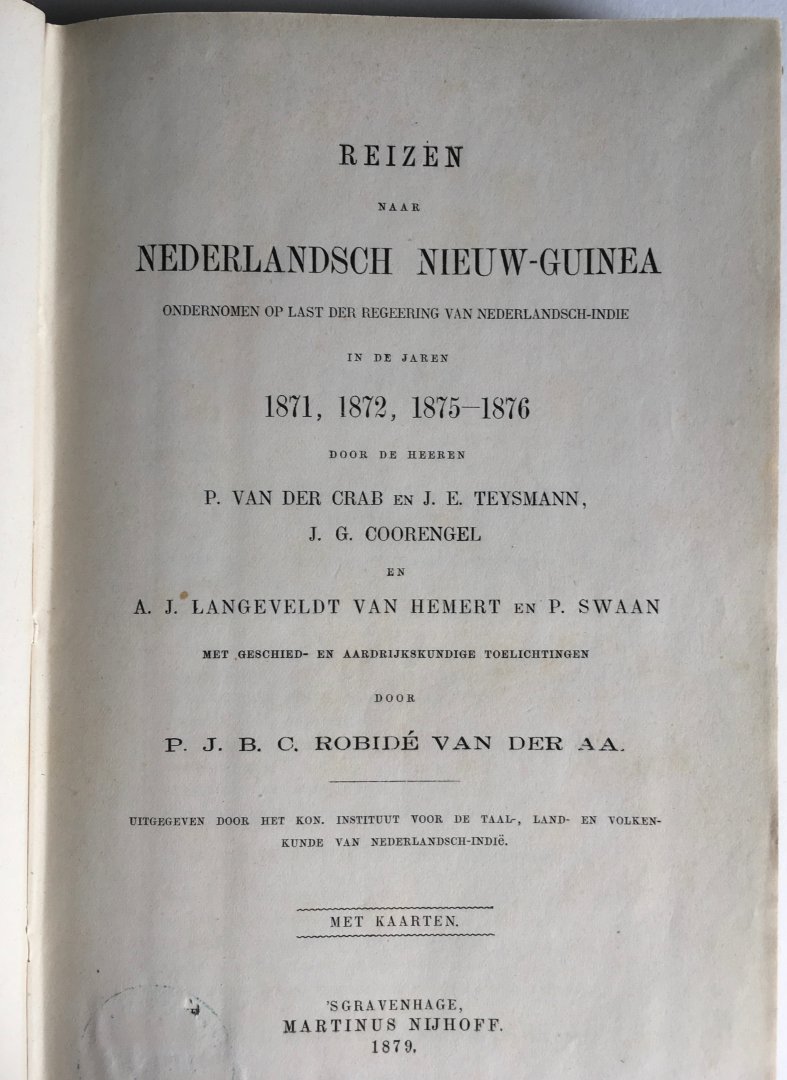 REIZEN
NAAR
NEDERLANDSCH NIEUW-GUINEA
ONDERNOMEN OP LAST DER REGEERING VAN NEDERLANDSCH-INDIE
IN DE JAREN
1871, 1872, 1875—1876
DOOR DE HEEREN
P. VAN DER CRAB EN J. E. TEYSMANN,
J. G. COORENGEL
EN
A. J. LANGEVELDT VAN HEMERT EN P. SWAAN
MET GESCHIED- EN AARDRIJKSKUNDIGE TOELICHTINGEN
DOOR
P. J. B. C. ROBIDÉ VAN DER AA.
UITGEGEVEN DOOR HET KON. INSTITUUT VOOR DE TAAL-, LAND- EN VOLKEN-
KUNDE VAN NEDERLANDSCH-INDIË.
MET KAARTEN.
'SGRAVENHAGE,
MARTINUS NIJHOFF.
1879.